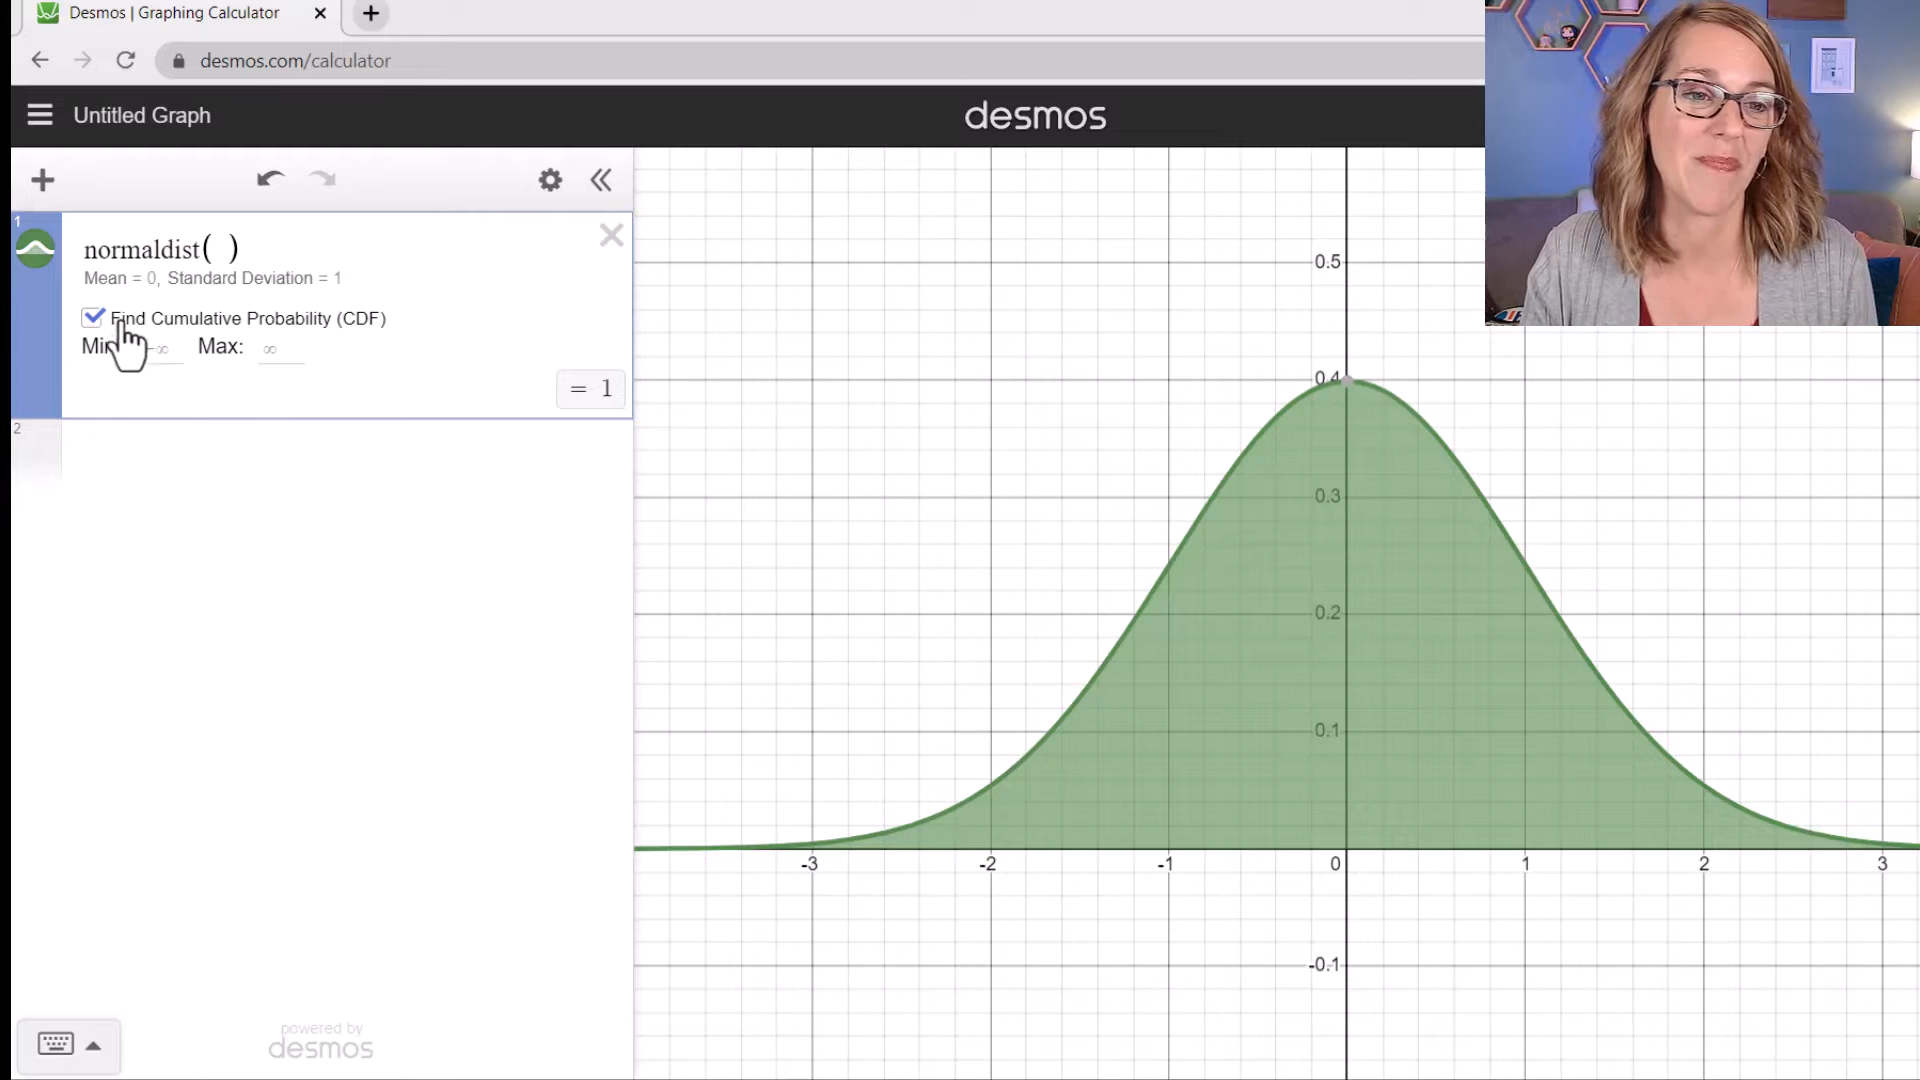 Desmos | Graphing Calculator
desmos.com/calculator
Untitled Graph
desmos
1
normaldist( )
Mean = 0, Standard Deviation = 1
Find Cumulative Probability (CDF)
-∞ Max: ∞
= 1
2
0.5
0.4
0.3
0.2
0.1
-3 -2 -1 0 1 2 3
-0.1
powered by
desmos